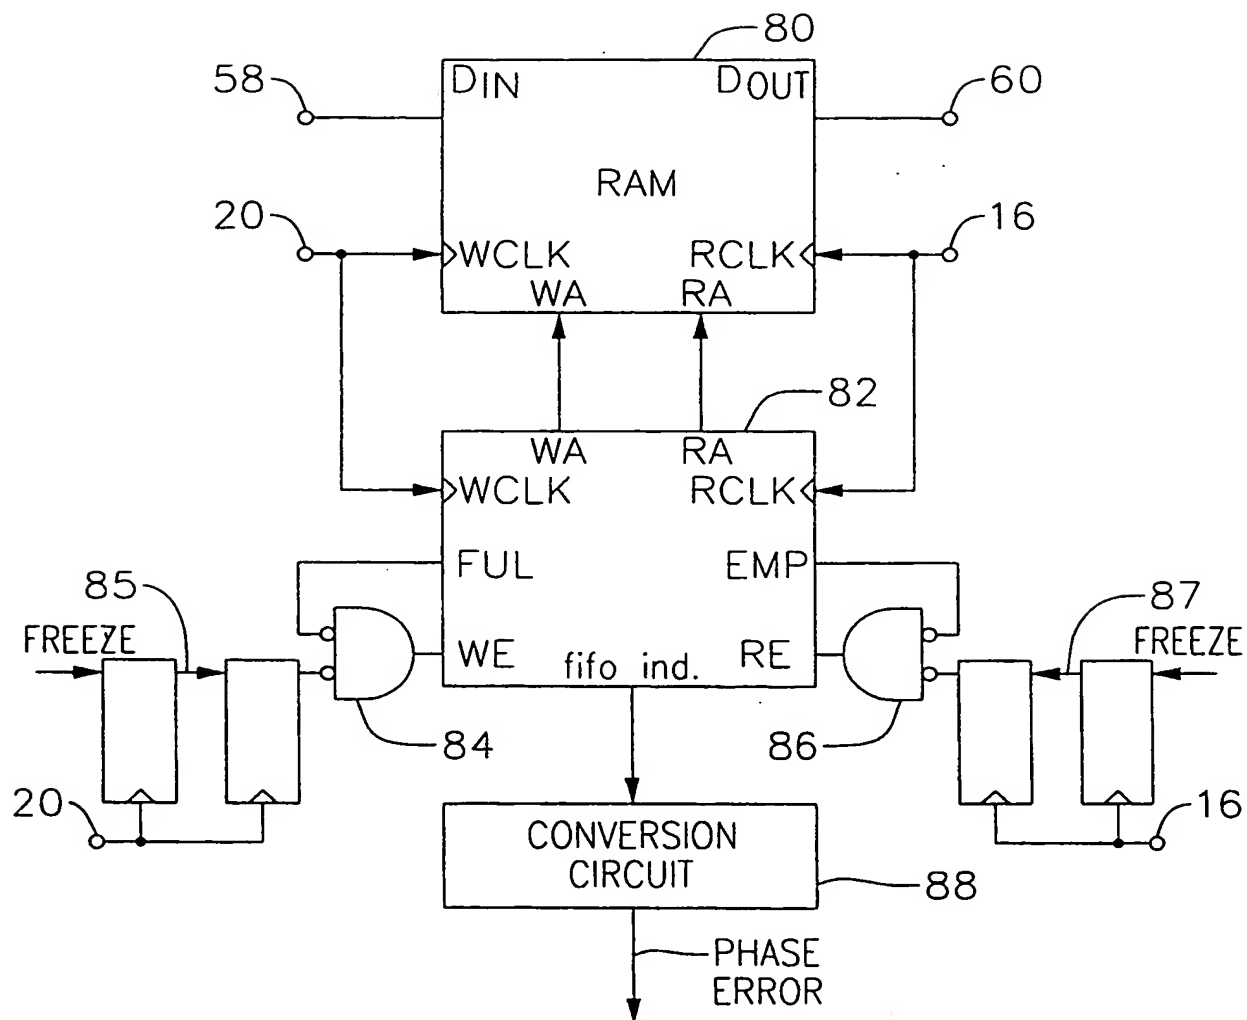 80
58
DIN
DOUT
60
RAM
20
16
WCLK
RCLK
WA
RA
82
WA
RA
WCLK
RCLK
FUL
EMP
85
87
FREEZE
FREEZE
WE
fifo ind.
RE
84
86
20
16
CONVERSION
CIRCUIT
88
PHASE
ERROR